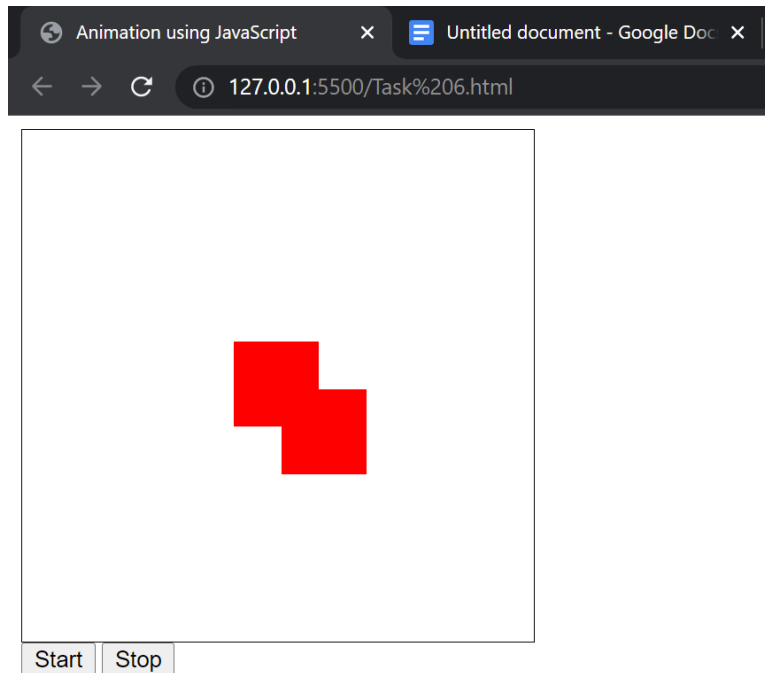 Animation using JavaScript
Untitled document - Google Doc
127.0.0.1:5500/Task%206.html
Start Stop